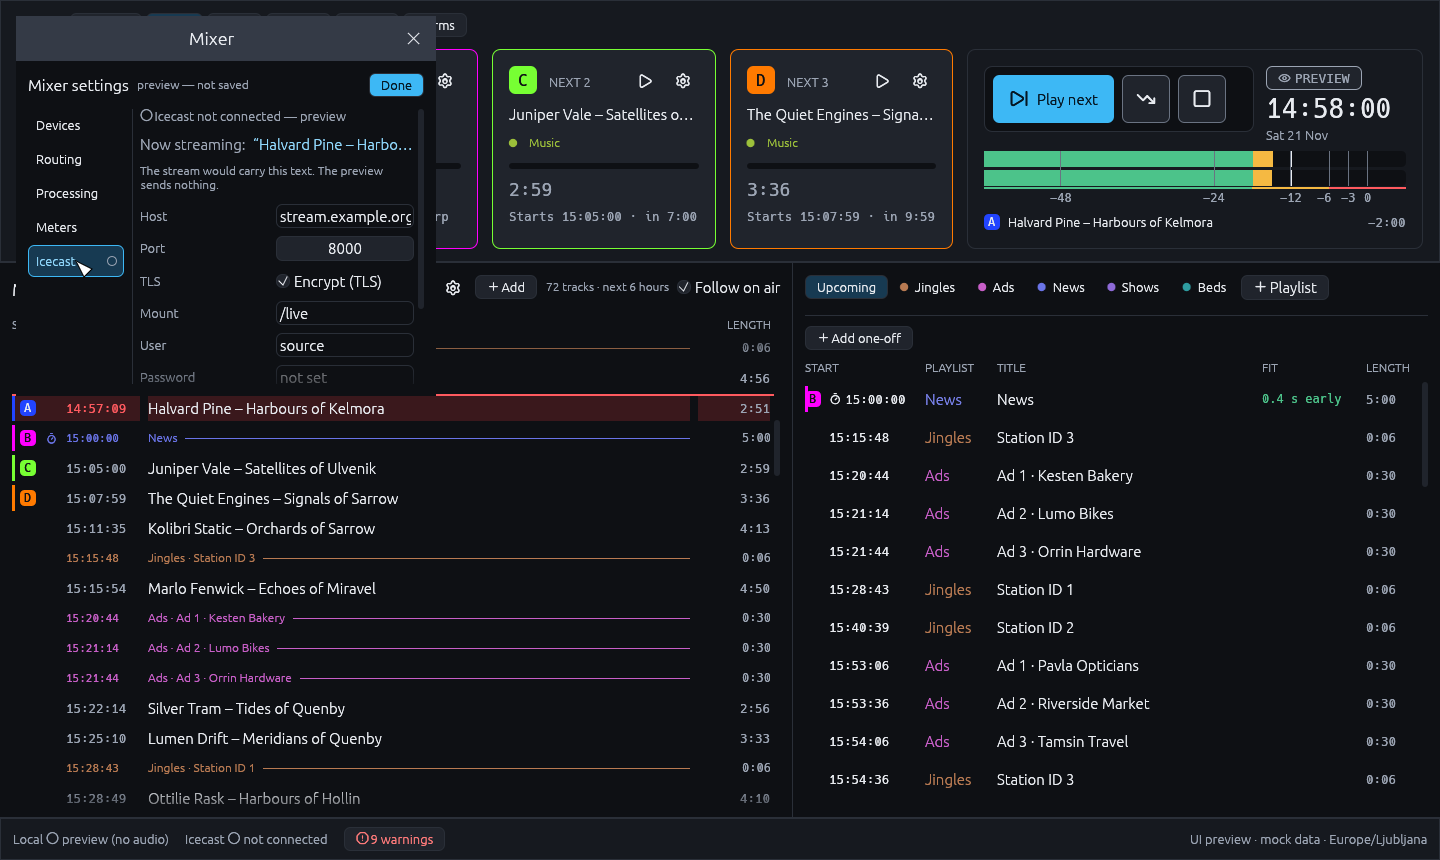 Mixer
rms
Mixer settings preview — not saved Done
Devices
Routing
Processing
Meters
Icecast
Icecast not connected — preview
Now streaming: “Halvard Pine – Harbo…
The stream would carry this text. The preview
sends nothing.
Host stream.example.org
Port 8000
TLS Encrypt (TLS)
Mount /live
User source
Password not set
C NEXT 2
Juniper Vale – Satellites o…
Music
2:59
Starts 15:05:00 · in 7:00
D NEXT 3
The Quiet Engines – Signa…
Music
3:36
Starts 15:07:59 · in 9:59
Play next
PREVIEW
14:58:00
Sat 21 Nov
−48 −24 −12 −6 −3 0
A Halvard Pine – Harbours of Kelmora −2:00
+ Add 72 tracks · next 6 hours Follow on air
LENGTH
0:06
4:56
A 14:57:09 Halvard Pine – Harbours of Kelmora 2:51
B 15:00:00 News 5:00
C 15:05:00 Juniper Vale – Satellites of Ulvenik 2:59
D 15:07:59 The Quiet Engines – Signals of Sarrow 3:36
15:11:35 Kolibri Static – Orchards of Sarrow 4:13
15:15:48 Jingles · Station ID 3 0:06
15:15:54 Marlo Fenwick – Echoes of Miravel 4:50
15:20:44 Ads · Ad 1 · Kesten Bakery 0:30
15:21:14 Ads · Ad 2 · Lumo Bikes 0:30
15:21:44 Ads · Ad 3 · Orrin Hardware 0:30
15:22:14 Silver Tram – Tides of Quenby 2:56
15:25:10 Lumen Drift – Meridians of Quenby 3:33
15:28:43 Jingles · Station ID 1 0:06
15:28:49 Ottilie Rask – Harbours of Hollin 4:10
Upcoming Jingles Ads News Shows Beds + Playlist
+ Add one-off
START PLAYLIST TITLE FIT LENGTH
B 15:00:00 News News 0.4 s early 5:00
15:15:48 Jingles Station ID 3 0:06
15:20:44 Ads Ad 1 · Kesten Bakery 0:30
15:21:14 Ads Ad 2 · Lumo Bikes 0:30
15:21:44 Ads Ad 3 · Orrin Hardware 0:30
15:28:43 Jingles Station ID 1 0:06
15:40:39 Jingles Station ID 2 0:06
15:53:06 Ads Ad 1 · Pavla Opticians 0:30
15:53:36 Ads Ad 2 · Riverside Market 0:30
15:54:06 Ads Ad 3 · Tamsin Travel 0:30
15:54:36 Jingles Station ID 3 0:06
Local preview (no audio) Icecast not connected 9 warnings
UI preview · mock data · Europe/Ljubljana